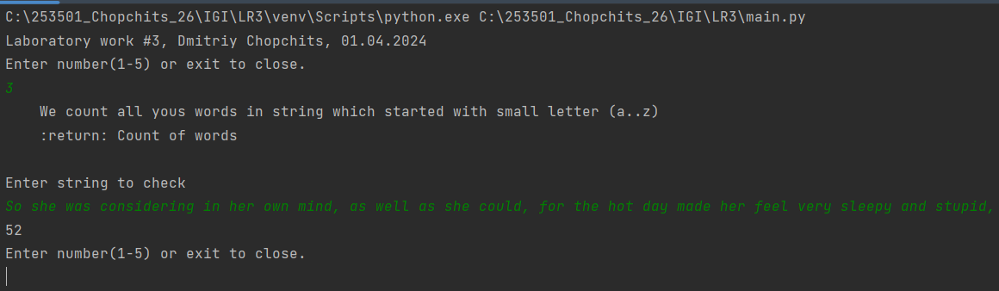 C:\253501_Chopchits_26\IGI\LR3\venv\Scripts\python.exe C:\253501_Chopchits_26\IGI\LR3\main.py
Laboratory work #3, Dmitriy Chopchits, 01.04.2024
Enter number(1-5) or exit to close.
3
We count all yous words in string which started with small letter (a..z)
:return: Count of words
Enter string to check
So she was considering in her own mind, as well as she could, for the hot day made her feel very sleepy and stupid,
52
Enter number(1-5) or exit to close.